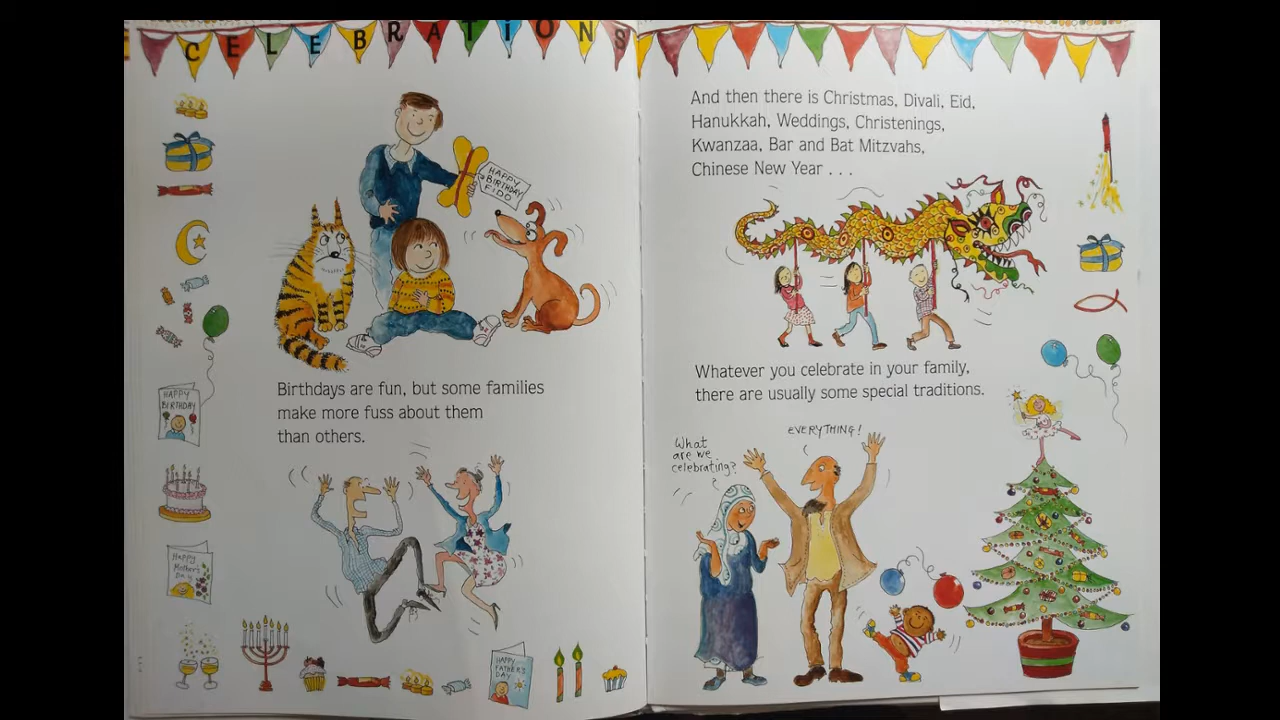 CELEBRATiONS
HAPPY
BIRTHDAY
FIDO
Birthdays are fun, but some families
make more fuss about them
than others.
HAPPY
BIRTHDAY
Happy
Mother's
Day
HAPPY
FATHER'S
DAY
And then there is Christmas, Divali, Eid,
Hanukkah, Weddings, Christenings,
Kwanzaa, Bar and Bat Mitzvahs,
Chinese New Year . . .
Whatever you celebrate in your family,
there are usually some special traditions.
What
are we
celebrating?
EVERYTHING!